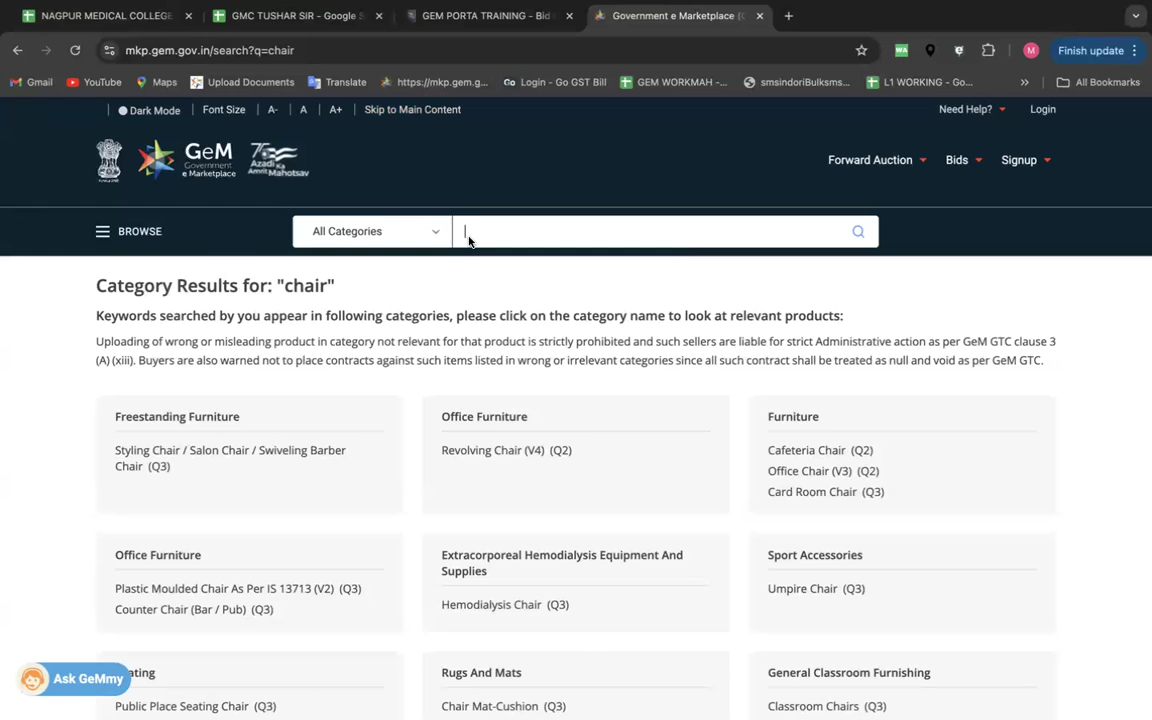 NAGPUR MEDICAL COLLEGE
GMC TUSHAR SIR - Google S
GEM PORTA TRAINING - Bid
Government e Marketplace (
mkp.gem.gov.in/search?q=chair
M
Finish update
Gmail
YouTube
Maps
Upload Documents
Translate
https://mkp.gem.g...
Go Login - Go GST Bill
GEM WORKMAH -...
smsindoriBulksms...
L1 WORKING - Go...
»
All Bookmarks
Dark Mode
Font Size
A-
A
A+
Skip to Main Content
Need Help?
Login
GeM
Government
e Marketplace
75
Azadi Ka
Amrit Mahotsav
Forward Auction
Bids
Signup
BROWSE
All Categories
Category Results for: "chair"
Keywords searched by you appear in following categories, please click on the category name to look at relevant products:
Uploading of wrong or misleading product in category not relevant for that product is strictly prohibited and such sellers are liable for strict Administrative action as per GeM GTC clause 3
(A) (xiii). Buyers are also warned not to place contracts against such items listed in wrong or irrelevant categories since all such contract shall be treated as null and void as per GeM GTC.
Freestanding Furniture
Styling Chair / Salon Chair / Swiveling Barber
Chair (Q3)
Office Furniture
Revolving Chair (V4) (Q2)
Furniture
Cafeteria Chair (Q2)
Office Chair (V3) (Q2)
Card Room Chair (Q3)
Office Furniture
Plastic Moulded Chair As Per IS 13713 (V2) (Q3)
Counter Chair (Bar / Pub) (Q3)
Extracorporeal Hemodialysis Equipment And
Supplies
Hemodialysis Chair (Q3)
Sport Accessories
Umpire Chair (Q3)
ating
Public Place Seating Chair (Q3)
Rugs And Mats
Chair Mat-Cushion (Q3)
General Classroom Furnishing
Classroom Chairs (Q3)
Ask GeMmy